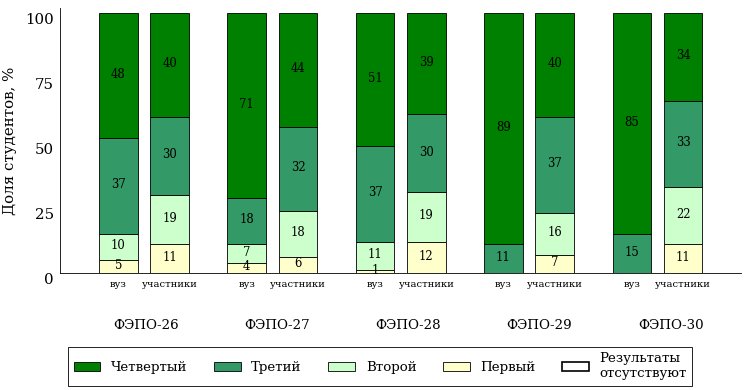 Доля студентов, %
100
75
50
25
0
48 40 71 44 51 39 89 40 85 34
37 30 18 32 37 30 11 37 15 33
10 19 7 18 11 19 16 22
5 11 4 6 1 12 7 11
вуз участники вуз участники вуз участники вуз участники вуз участники
ФЭПО-26 ФЭПО-27 ФЭПО-28 ФЭПО-29 ФЭПО-30
Четвертый Третий Второй Первый Результаты
отсутствуют